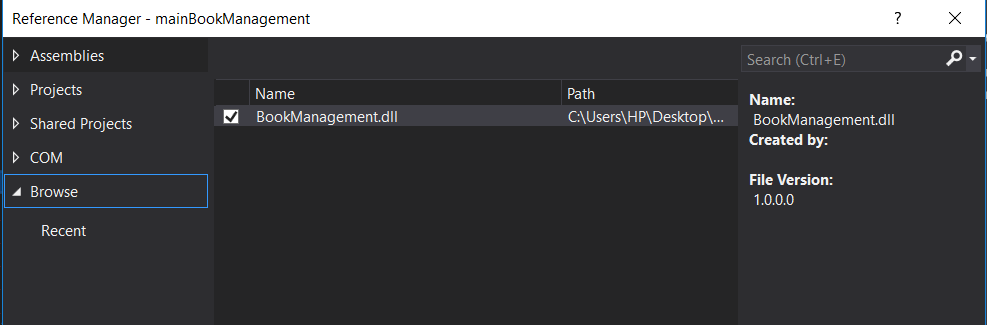 Reference Manager - mainBookManagement
?
Assemblies
Projects
Shared Projects
COM
Browse
Recent
Name Path
BookManagement.dll C:\Users\HP\Desktop\...
Search (Ctrl+E)
Name:
BookManagement.dll
Created by:
File Version:
1.0.0.0